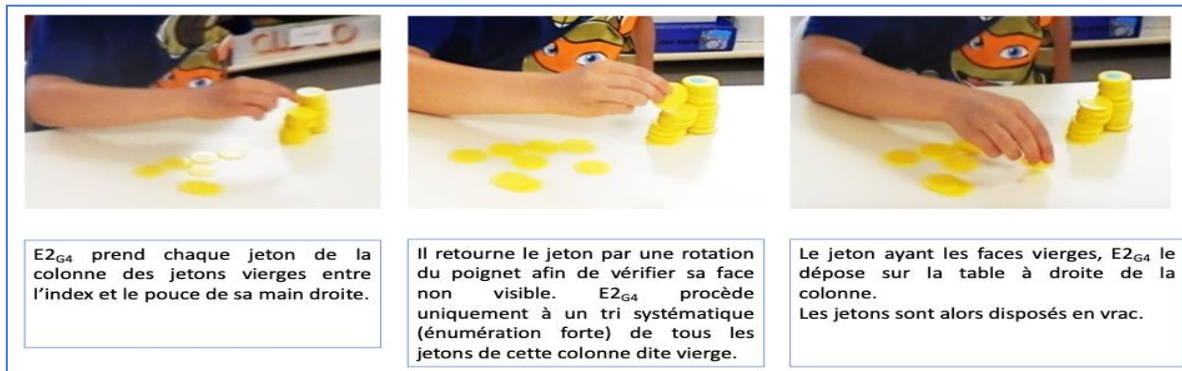 E2G4 prend chaque jeton de la
colonne des jetons vierges entre
l'index et le pouce de sa main droite.
Il retourne le jeton par une rotation
du poignet afin de vérifier sa face
non visible. E2G4 procède
uniquement à un tri systématique
(énumération forte) de tous les
jetons de cette colonne dite vierge.
Le jeton ayant les faces vierges, E2G4 le
dépose sur la table à droite de la
colonne.
Les jetons sont alors disposés en vrac.